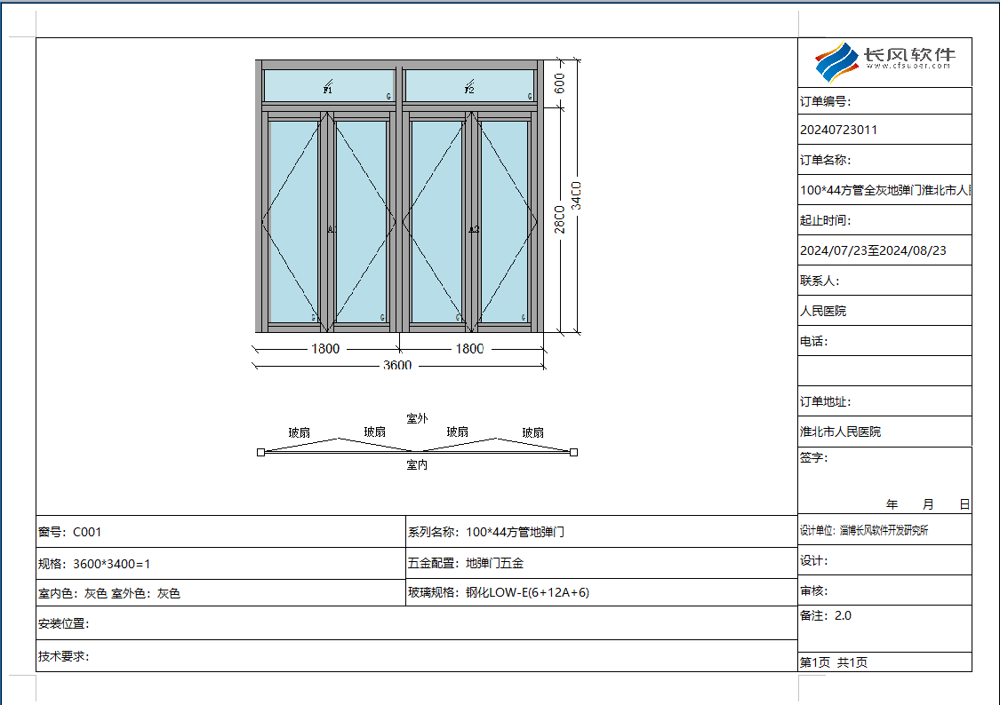 长风软件
www.cfsuper.com
F1
F2
G
G
600
3400
2800
A
A2
G
G
G
G
1800
1800
3600
室外
玻扇
玻扇
玻扇
玻扇
室内
订单编号:
20240723011
订单名称:
100*44方管全灰地弹门淮北市人
起止时间:
2024/07/23至2024/08/23
联系人:
人民医院
电话:
订单地址:
淮北市人民医院
签字:
年 月 日
设计单位: 淄博长风软件开发研究所
设计:
审核:
备注: 2.0
第1页 共1页
窗号: C001
系列名称: 100*44方管地弹门
规格: 3600*3400=1
五金配置: 地弹门五金
室内色: 灰色 室外色: 灰色
玻璃规格: 钢化LOW-E(6+12A+6)
安装位置:
技术要求: